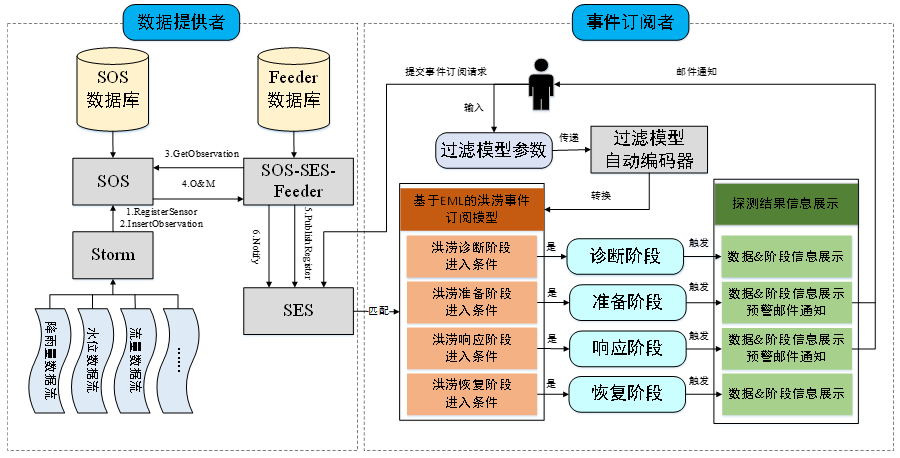 数据提供者
SOS
数据库
Feeder
数据库
3.GetObservation
SOS
4.O&M
SOS-SES-
Feeder
1.RegisterSensor
2.InsertObservation
Storm
6.Notify
5.PublishRegister
SES
降雨量数据流
水位数据流
流量数据流
……
事件订阅者
提交事件订阅请求
邮件通知
输入
过滤模型参数
传递
过滤模型
自动编码器
转换
匹配
基于EML的洪涝事件
订阅模型
洪涝诊断阶段
进入条件
是
诊断阶段
触发
洪涝准备阶段
进入条件
是
准备阶段
触发
洪涝响应阶段
进入条件
是
响应阶段
触发
洪涝恢复阶段
进入条件
是
恢复阶段
触发
探测结果信息展示
数据&阶段信息展示
数据&阶段信息展示
预警邮件通知
数据&阶段信息展示
预警邮件通知
数据&阶段信息展示